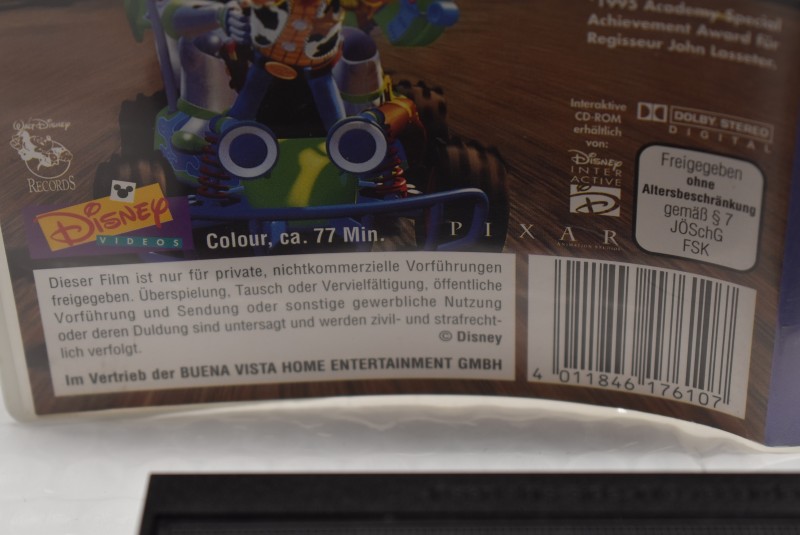 1995 Academy Special
Achievement Award für
Regisseur John Lasseter.
Interaktive
CD-ROM
erhältlich
von:
Disney
INTER
ACTIVE
D
DOLBY STEREO
DIGITAL
Freigegeben
ohne
Altersbeschränkung
gemäß § 7
JÖSchG
FSK
WALT DISNEY
RECORDS
DISNEY
VIDEOS
Colour, ca. 77 Min.
PIXAR
ANIMATION STUDIOS
Dieser Film ist nur für private, nichtkommerzielle Vorführungen
freigegeben. Überspielung, Tausch oder Vervielfältigung, öffentliche
Vorführung und Sendung oder sonstige gewerbliche Nutzung
oder deren Duldung sind untersagt und werden zivil- und strafrecht-
lich verfolgt.
© Disney
Im Vertrieb der BUENA VISTA HOME ENTERTAINMENT GMBH
4 011846 176107